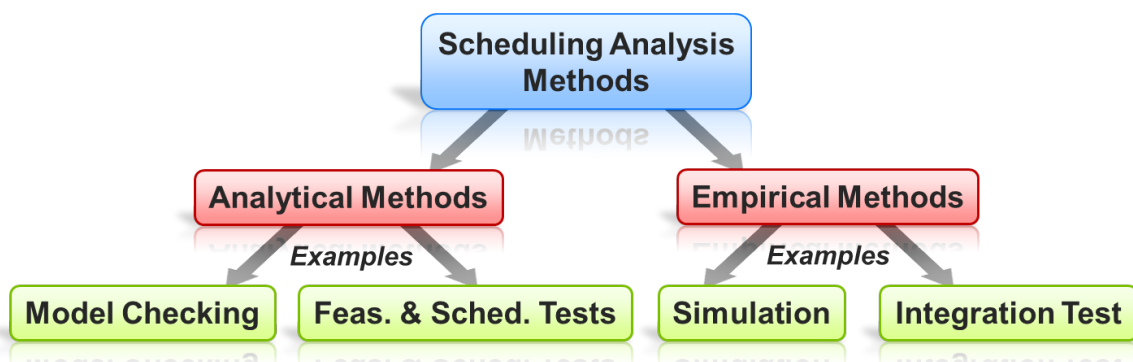 Scheduling Analysis
Methods
Analytical Methods
Empirical Methods
Examples
Examples
Model Checking
Feas. & Sched. Tests
Simulation
Integration Test